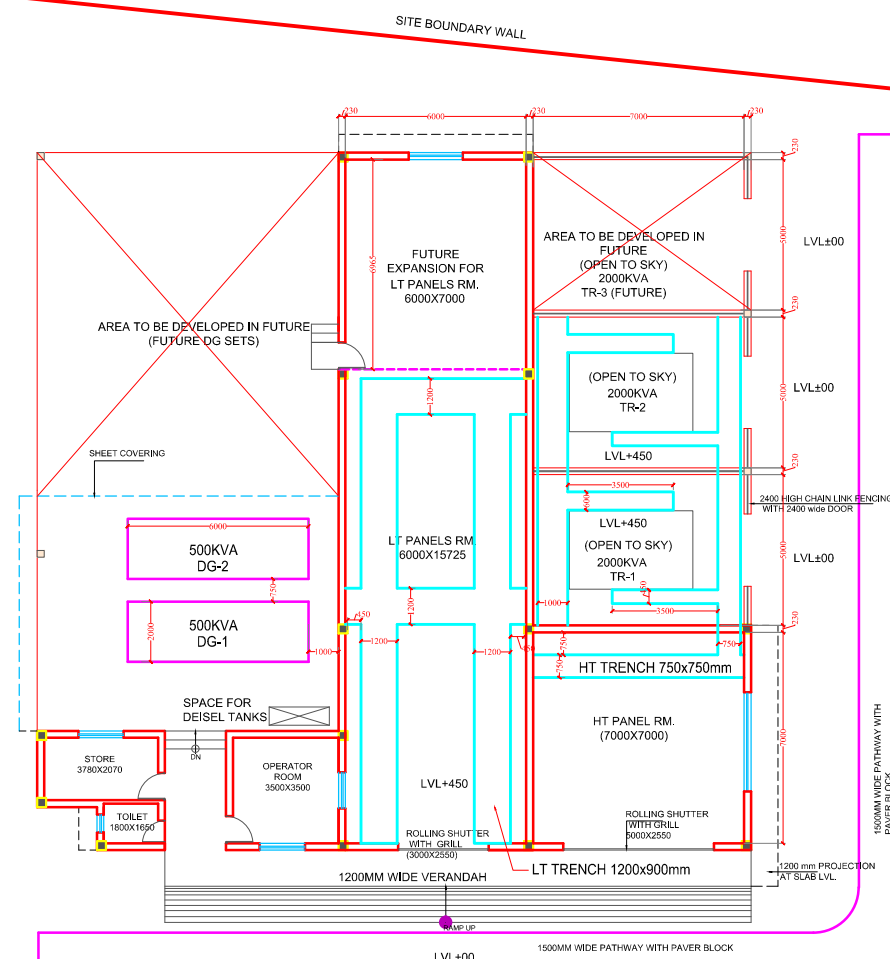 SITE BOUNDARY WALL
230
6000
230
7000
230
230
6965
5000
LVL±00
FUTURE
EXPANSION FOR
LT PANELS RM.
6000X7000
AREA TO BE DEVELOPED IN
FUTURE
(OPEN TO SKY)
2000KVA
TR-3 (FUTURE)
230
AREA TO BE DEVELOPED IN FUTURE
(FUTURE DG SETS)
1200
(OPEN TO SKY)
2000KVA
TR-2
5000
LVL±00
LVL+450
SHEET COVERING
230
3500
600
2400 HIGH CHAIN LINK FENCING
WITH 2400 wide DOOR
6000
500KVA
DG-2
LT PANELS RM
6000X15725
LVL+450
(OPEN TO SKY)
2000KVA
TR-1
5000
LVL±00
750
450
1000
3500
500KVA
DG-1
2000
1000
1200
450
1200
1200
450
230
750
750
750
HT TRENCH 750x750mm
SPACE FOR
DEISEL TANKS
HT PANEL RM.
(7000X7000)
7000
DN
STORE
3780X2070
OPERATOR
ROOM
3500X3500
LVL+450
TOILET
1800X1650
ROLLING SHUTTER
WITH GRILL
(3000X2550)
ROLLING SHUTTER
WITH GRILL
5000X2550
1500MM WIDE PATHWAY WITH
PAVER BLOCK
LT TRENCH 1200x900mm
1200 mm PROJECTION
AT SLAB LVL.
1200MM WIDE VERANDAH
RAMP UP
1500MM WIDE PATHWAY WITH PAVER BLOCK
LVL±00